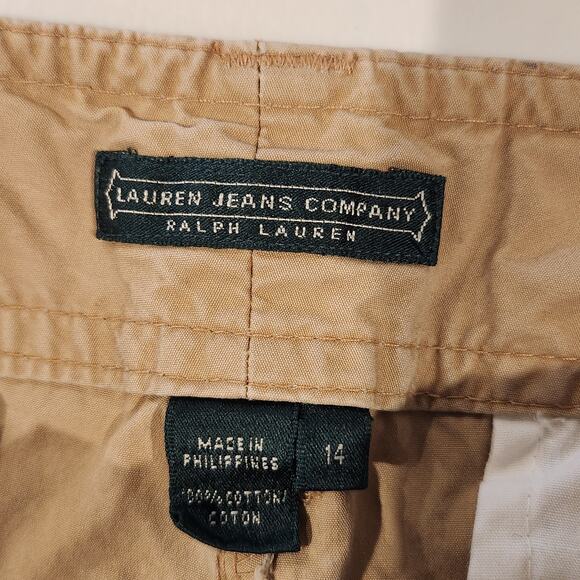 LAUREN JEANS COMPANY
RALPH LAUREN
MADE IN
PHILIPPINES
14
100% COTTON/
COTON